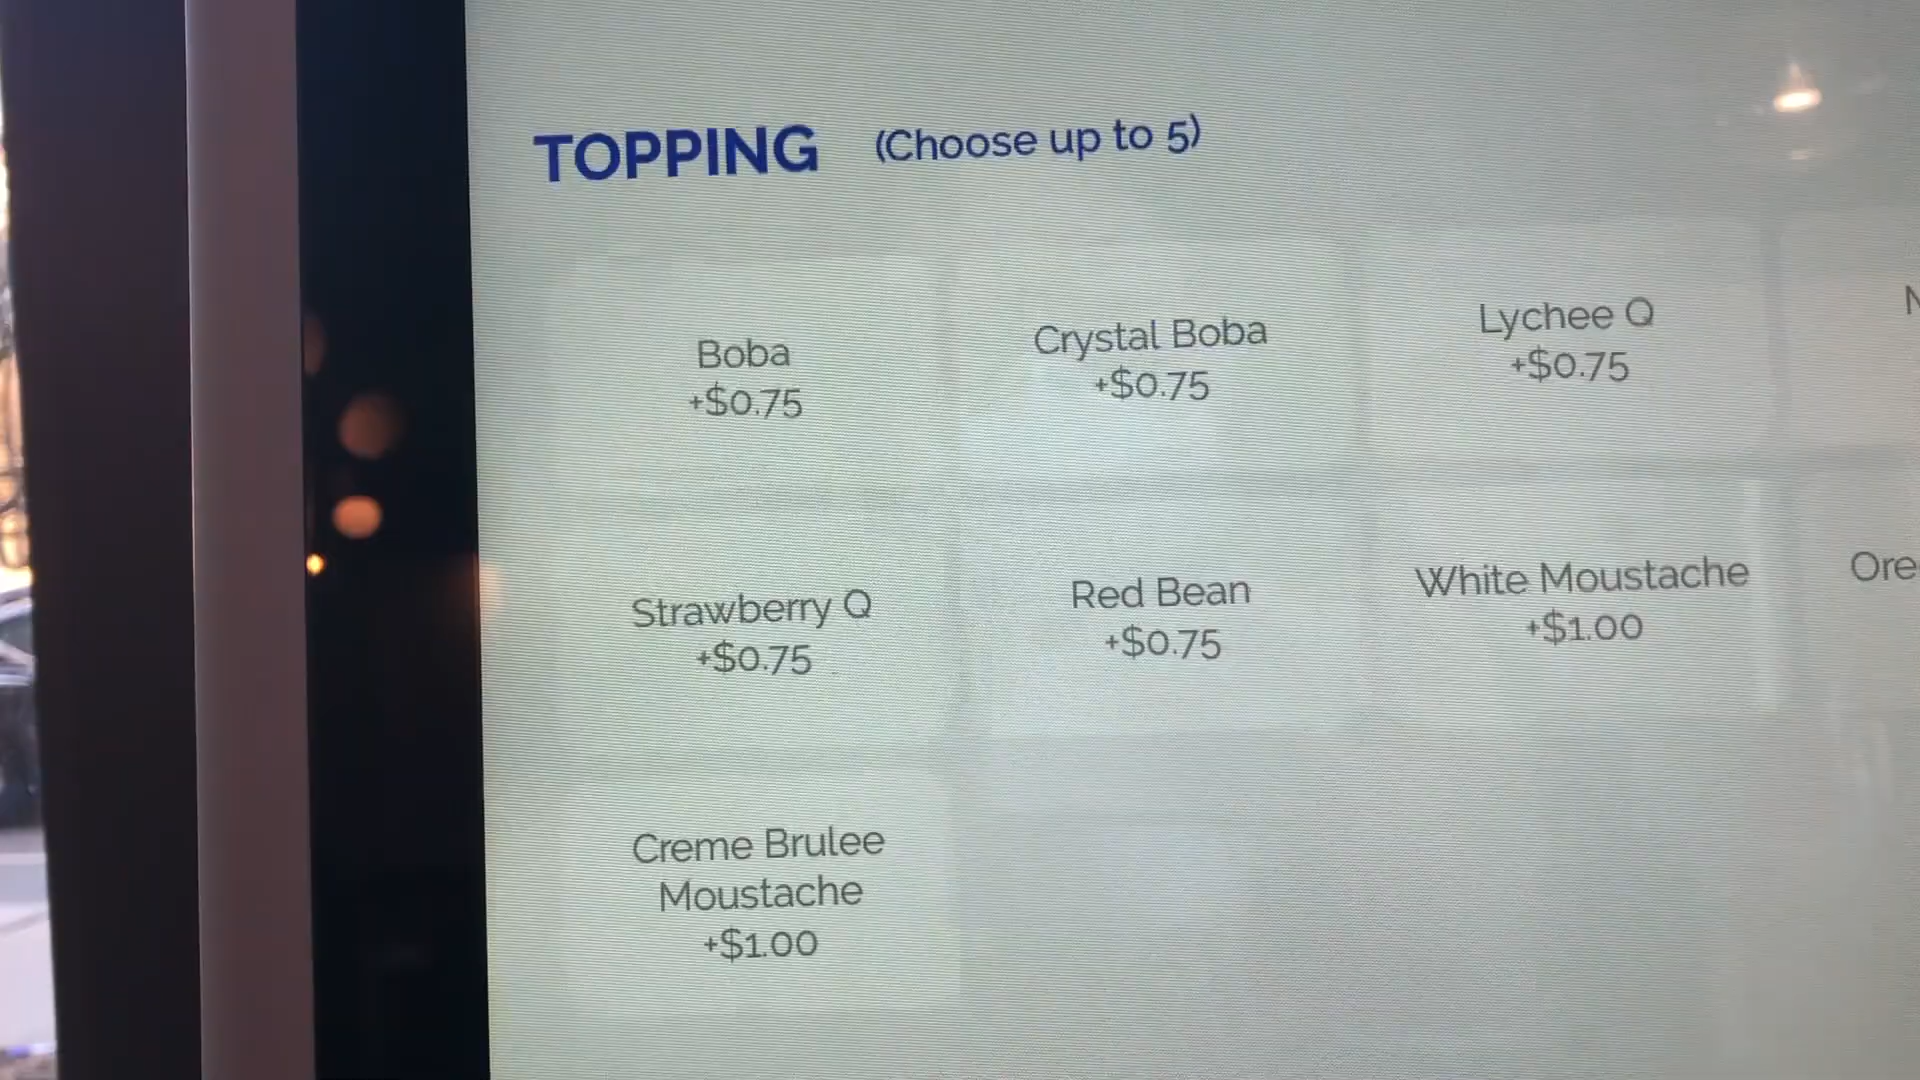 TOPPING (Choose up to 5)
Boba
+$0.75
Crystal Boba
+$0.75
Lychee Q
+$0.75
Strawberry Q
+$0.75
Red Bean
+$0.75
White Moustache
+$1.00
Creme Brulee
Moustache
+$1.00